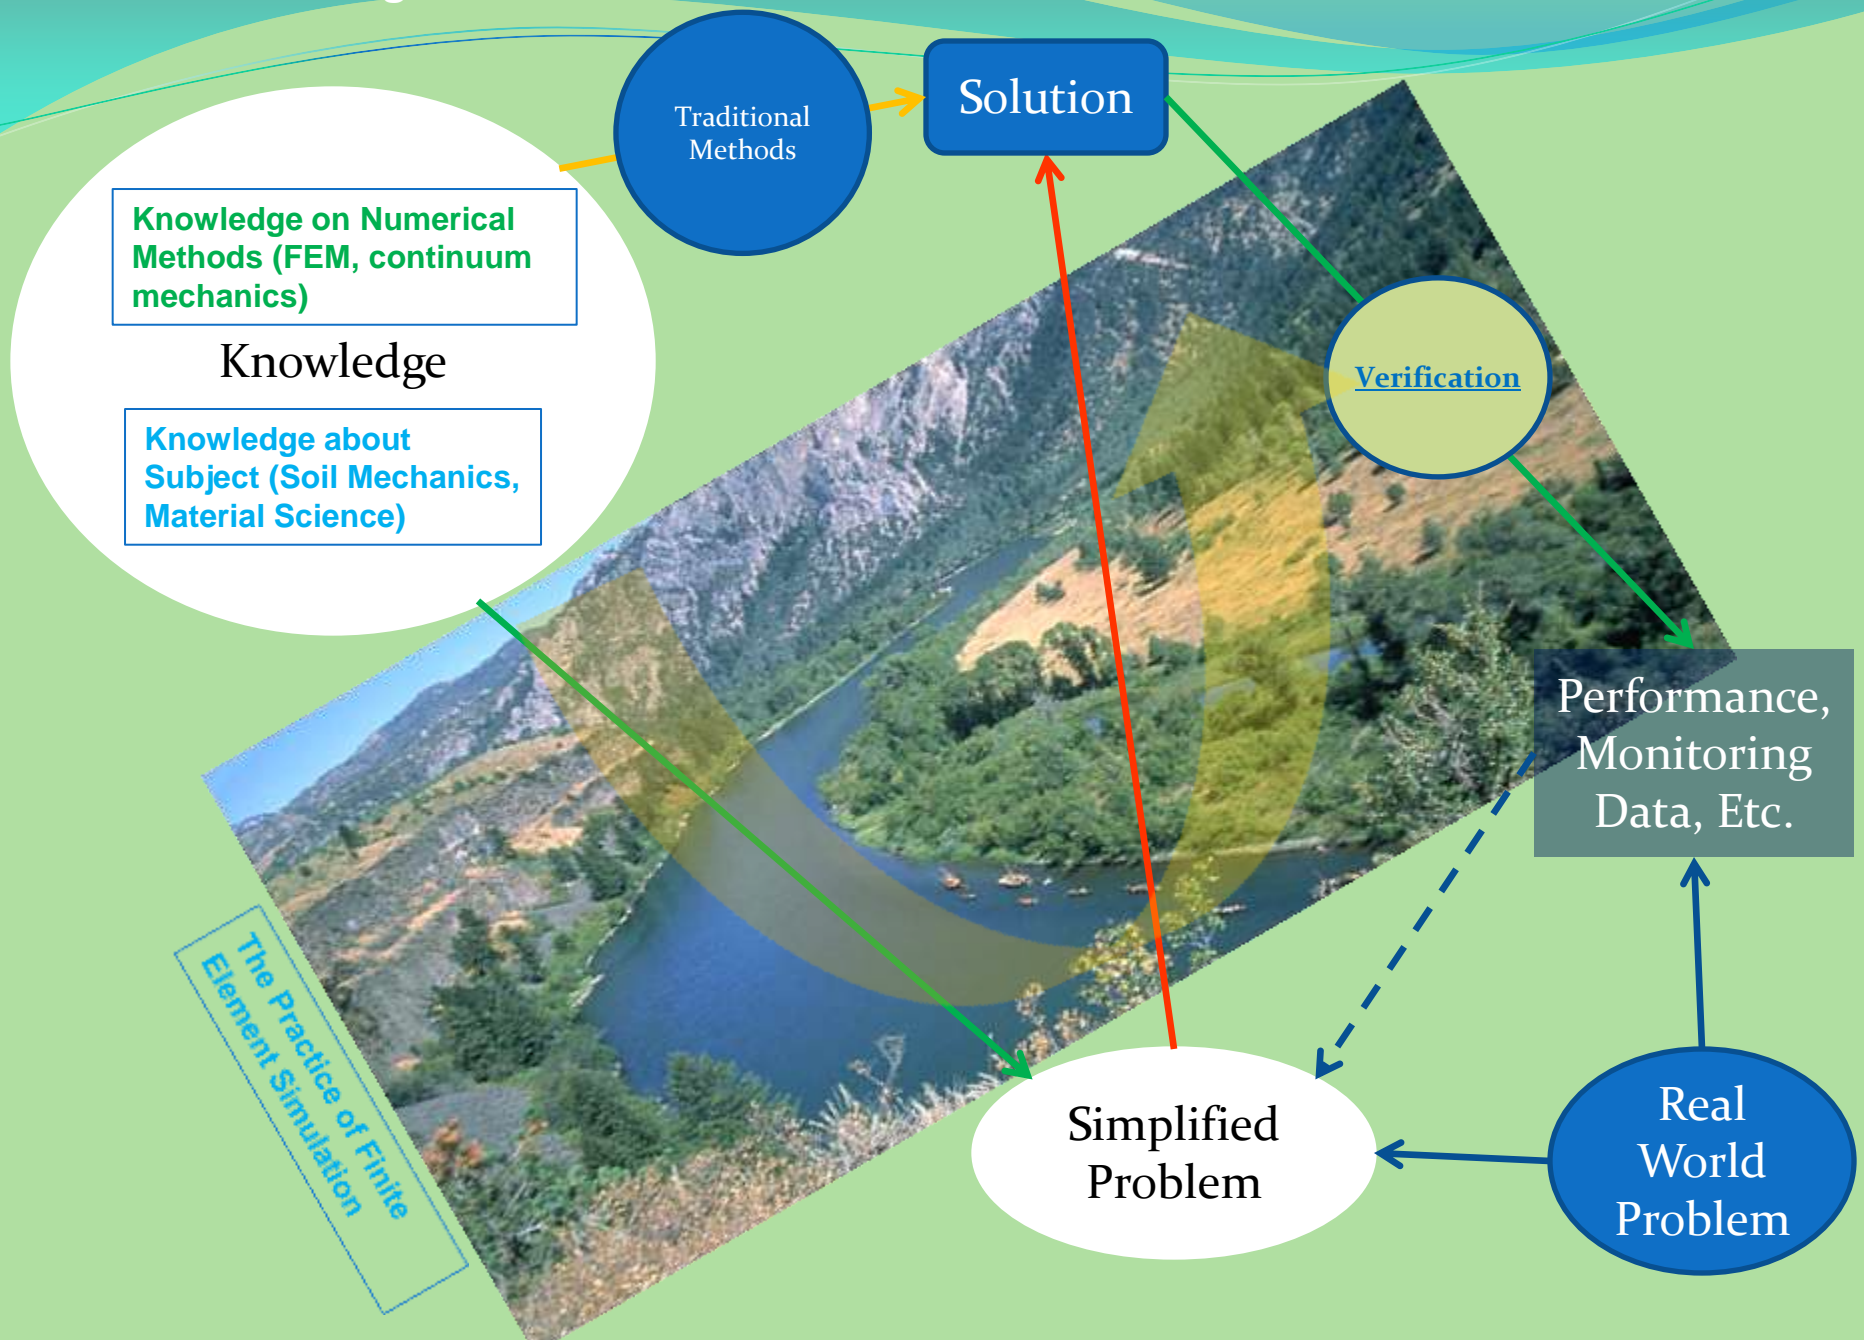 Traditional
Methods
Solution
Knowledge on Numerical
Methods (FEM, continuum
mechanics)
Knowledge
Knowledge about
Subject (Soil Mechanics,
Material Science)
Verification
Performance,
Monitoring
Data, Etc.
The Practice of Finite
Element Simulation
Simplified
Problem
Real
World
Problem